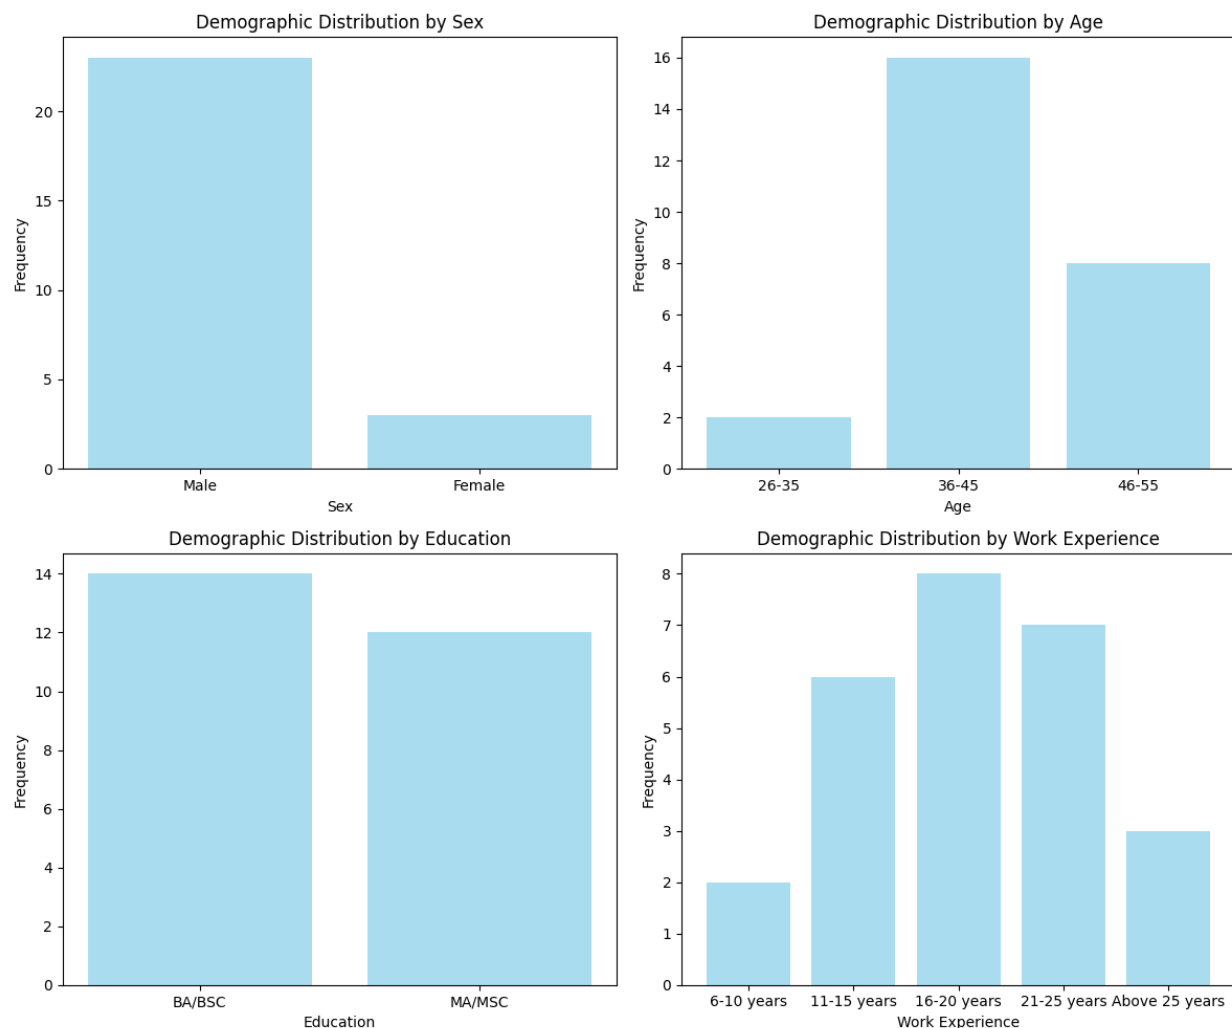 Demographic Distribution by Sex
Frequency
20
15
10
5
0
Male Female
Sex
Demographic Distribution by Age
Frequency
16
14
12
10
8
6
4
2
0
26-35 36-45 46-55
Age
Demographic Distribution by Education
Frequency
14
12
10
8
6
4
2
0
BA/BSC MA/MSC
Education
Demographic Distribution by Work Experience
Frequency
8
7
6
5
4
3
2
1
0
6-10 years 11-15 years 16-20 years 21-25 years Above 25 years
Work Experience